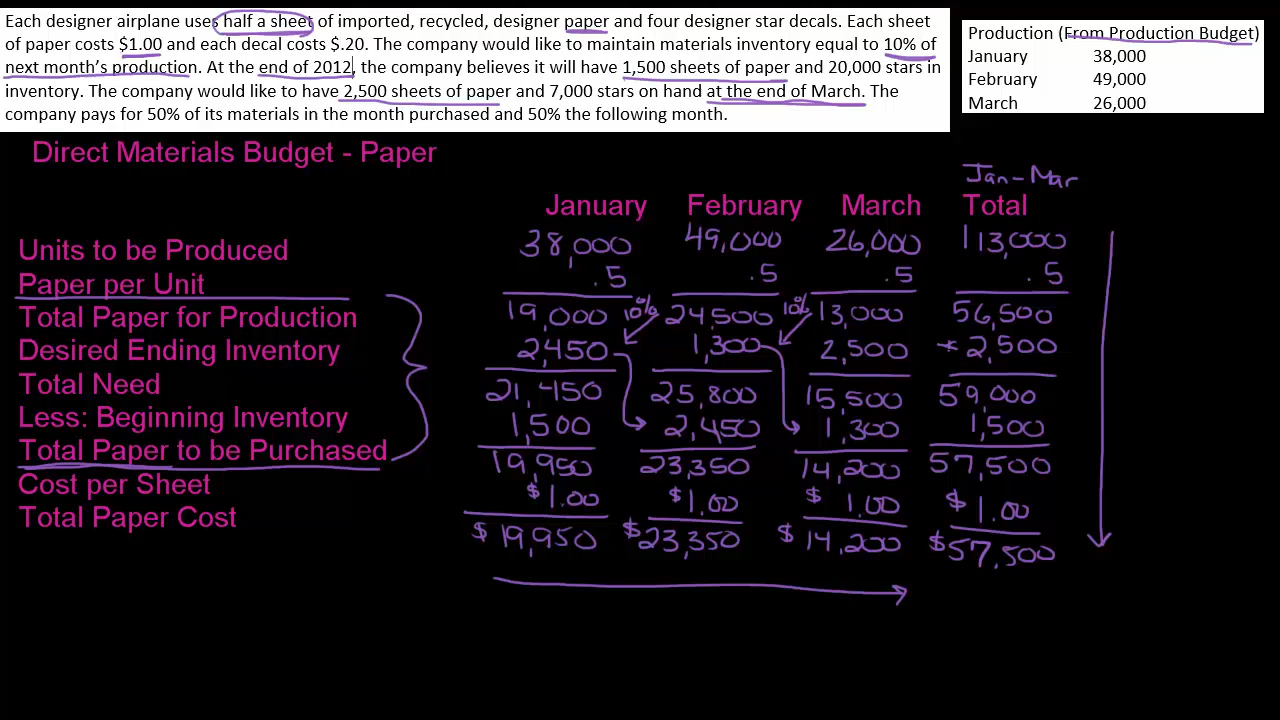 Each designer airplane uses half a sheet of imported, recycled, designer paper and four designer star decals. Each sheet
of paper costs $1.00 and each decal costs $.20. The company would like to maintain materials inventory equal to 10% of
next month's production. At the end of 2012, the company believes it will have 1,500 sheets of paper and 20,000 stars in
inventory. The company would like to have 2,500 sheets of paper and 7,000 stars on hand at the end of March. The
company pays for 50% of its materials in the month purchased and 50% the following month.
Production (From Production Budget)
January 38,000
February 49,000
March 26,000
Direct Materials Budget - Paper
Jan-Mar
January February March Total
Units to be Produced 38,000 49,000 26,000 113,000
Paper per Unit .5 .5 .5 .5
Total Paper for Production 19,000 10% 24,500 10% 13,000 56,500
Desired Ending Inventory 2,450 1,300 2,500 * 2,500
Total Need 21,450 25,800 15,500 59,000
Less: Beginning Inventory 1,500 2,450 1,300 1,500
Total Paper to be Purchased 19,950 23,350 14,200 57,500
Cost per Sheet $1.00 $1.00 $1.00 $1.00
Total Paper Cost $19,950 $23,350 $14,200 $57,500